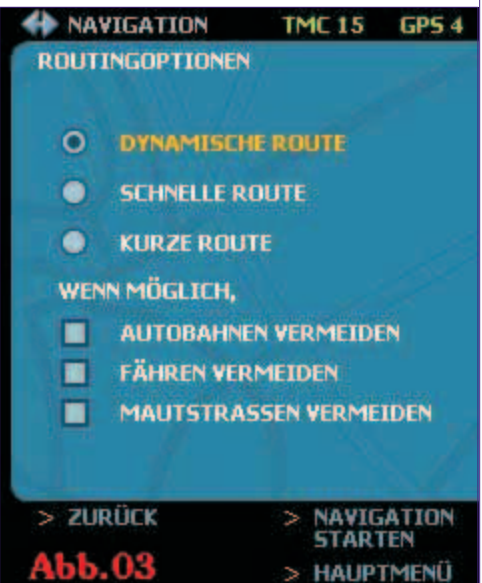 NAVIGATION TMC 15 GPS 4
ROUTINGOPTIONEN
DYNAMISCHE ROUTE
SCHNELLE ROUTE
KURZE ROUTE
WENN MÖGLICH,
AUTOBAHNEN VERMEIDEN
FÄHREN VERMEIDEN
MAUTSTRASSEN VERMEIDEN
> ZURÜCK
> NAVIGATION
STARTEN
Abb.03
> HAUPTMENÜ